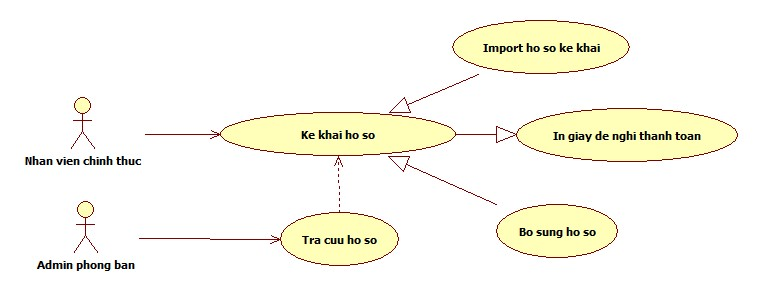 Import ho so ke khai
Ke khai ho so
In giay de nghi thanh toan
Nhan vien chinh thuc
Bo sung ho so
Tra cuu ho so
Admin phong ban